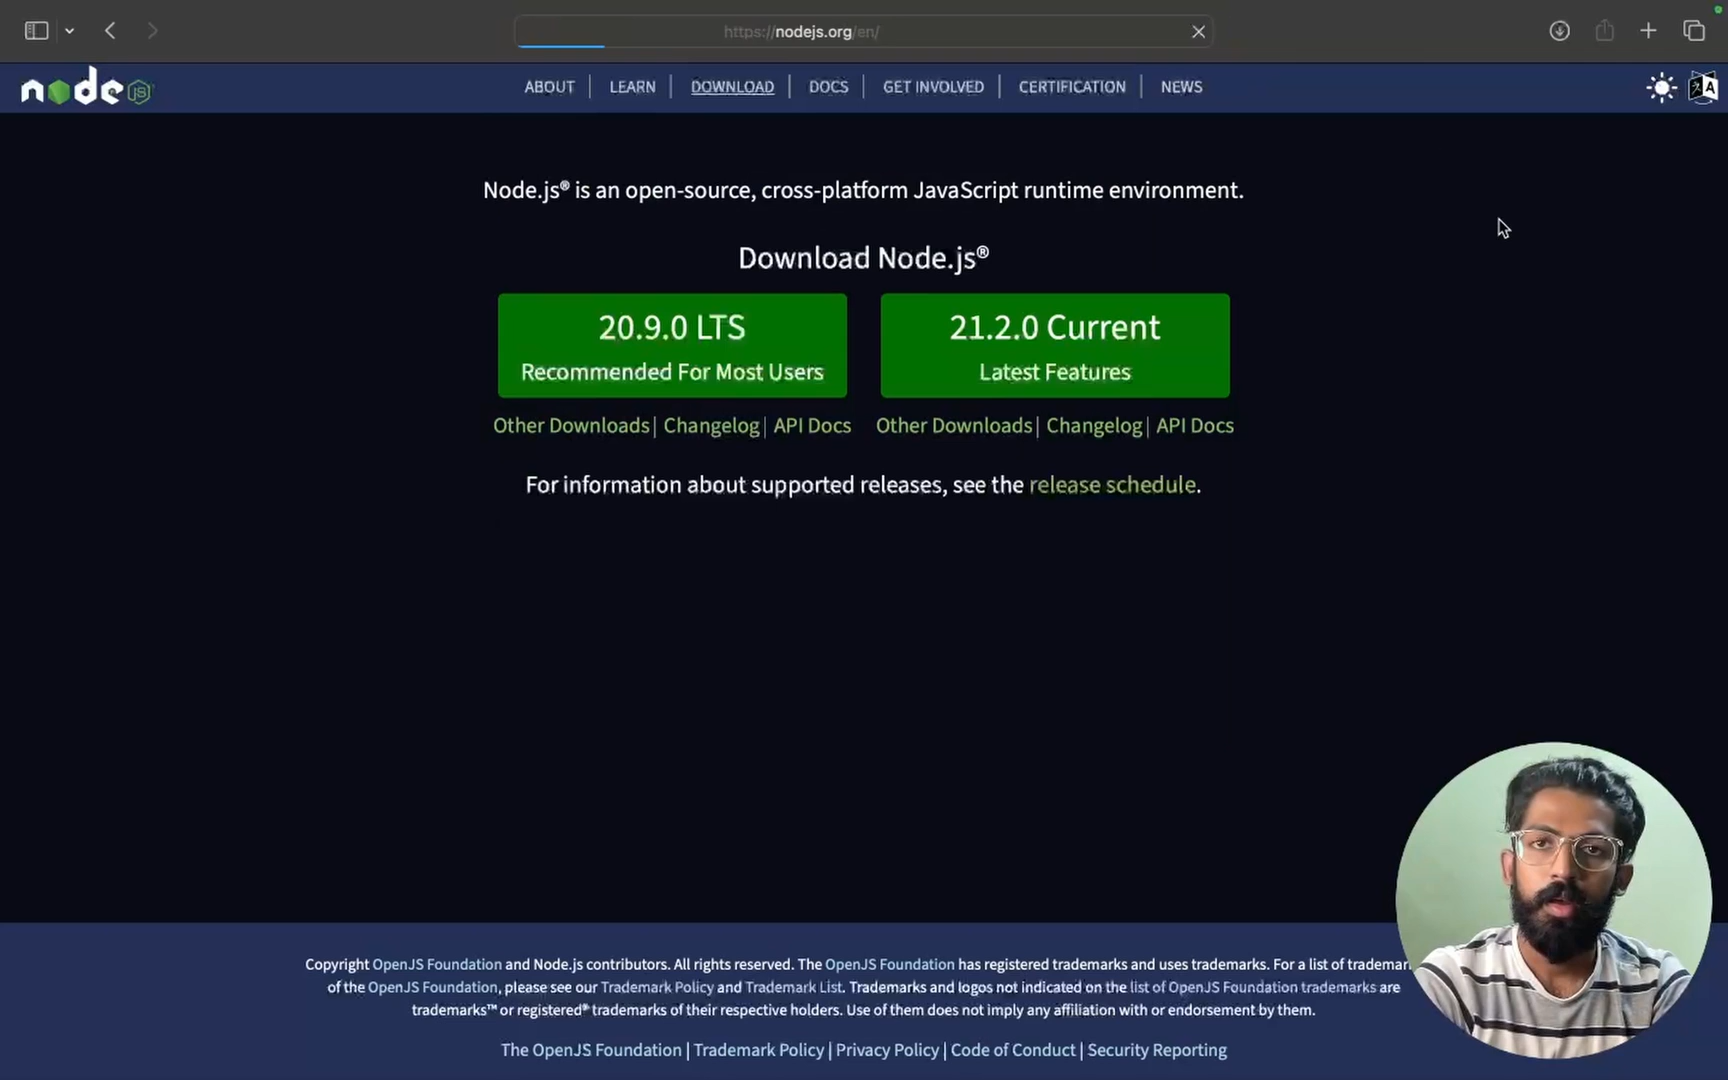 https://nodejs.org/en/
node JS
ABOUT | LEARN | DOWNLOAD | DOCS | GET INVOLVED | CERTIFICATION | NEWS
Node.js® is an open-source, cross-platform JavaScript runtime environment.
Download Node.js®
20.9.0 LTS
Recommended For Most Users
21.2.0 Current
Latest Features
Other Downloads | Changelog | API Docs
Other Downloads | Changelog | API Docs
For information about supported releases, see the release schedule.
Copyright OpenJS Foundation and Node.js contributors. All rights reserved. The OpenJS Foundation has registered trademarks and uses trademarks. For a list of trademar
of the OpenJS Foundation, please see our Trademark Policy and Trademark List. Trademarks and logos not indicated on the list of OpenJS Foundation trademarks are
trademarks™ or registered® trademarks of their respective holders. Use of them does not imply any affiliation with or endorsement by them.
The OpenJS Foundation | Trademark Policy | Privacy Policy | Code of Conduct | Security Reporting